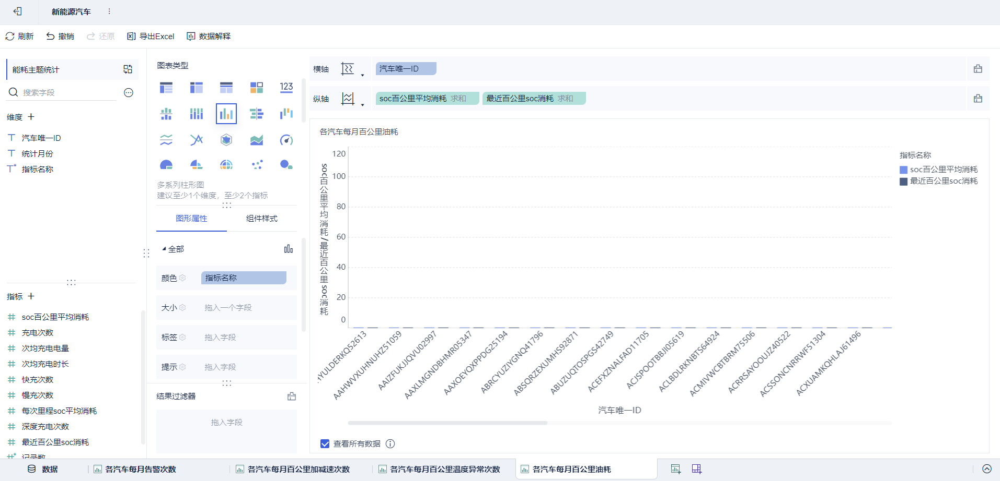 新能源汽车
刷新 撤销 还原 导出Excel 数据解释
能耗主题统计
搜索字段
维度
汽车唯一ID
统计月份
指标名称
指标
soc百公里平均消耗
充电次数
次均充电电量
次均充电时长
快充次数
慢充次数
每次里程soc平均消耗
深度充电次数
最近百公里soc消耗
记录数
图表类型
123
多系列柱形图
建议至少1个维度，至少2个指标
图形属性 组件样式
全部
颜色 指标名称
大小 拖入一个字段
标签 拖入字段
提示 拖入字段
结果过滤器
拖入字段
横轴 汽车唯一ID
纵轴 soc百公里平均消耗 求和 最近百公里soc消耗 求和
各汽车每月百公里油耗
soc百公里平均消耗/最近百公里soc消耗
120
100
80
60
40
20
0
HYULDERKQ52613
AAHWVXUHNUHZ51059
AAIZFUKJJQVU02997
AAXLMGNDBHMR05347
AAXOEYQXPPDG25194
ABRCYUZIYGNQ41796
ABSQRZEXUMHS92871
ABUZUQTOSPGS42749
ACEFXZNALFAD11705
ACJSPOOTBBJI05619
ACLBDLRKNBTS64924
ACMIVWCBTBRM75506
ACRRSAYOOUJZ40522
ACSSONCNRRWF51304
ACXUAMKQHLAJ61496
汽车唯一ID
指标名称
soc百公里平均消耗
最近百公里soc消耗
查看所有数据
数据 各汽车每月告警次数 各汽车每月百公里加减速次数 各汽车每月百公里温度异常次数 各汽车每月百公里油耗